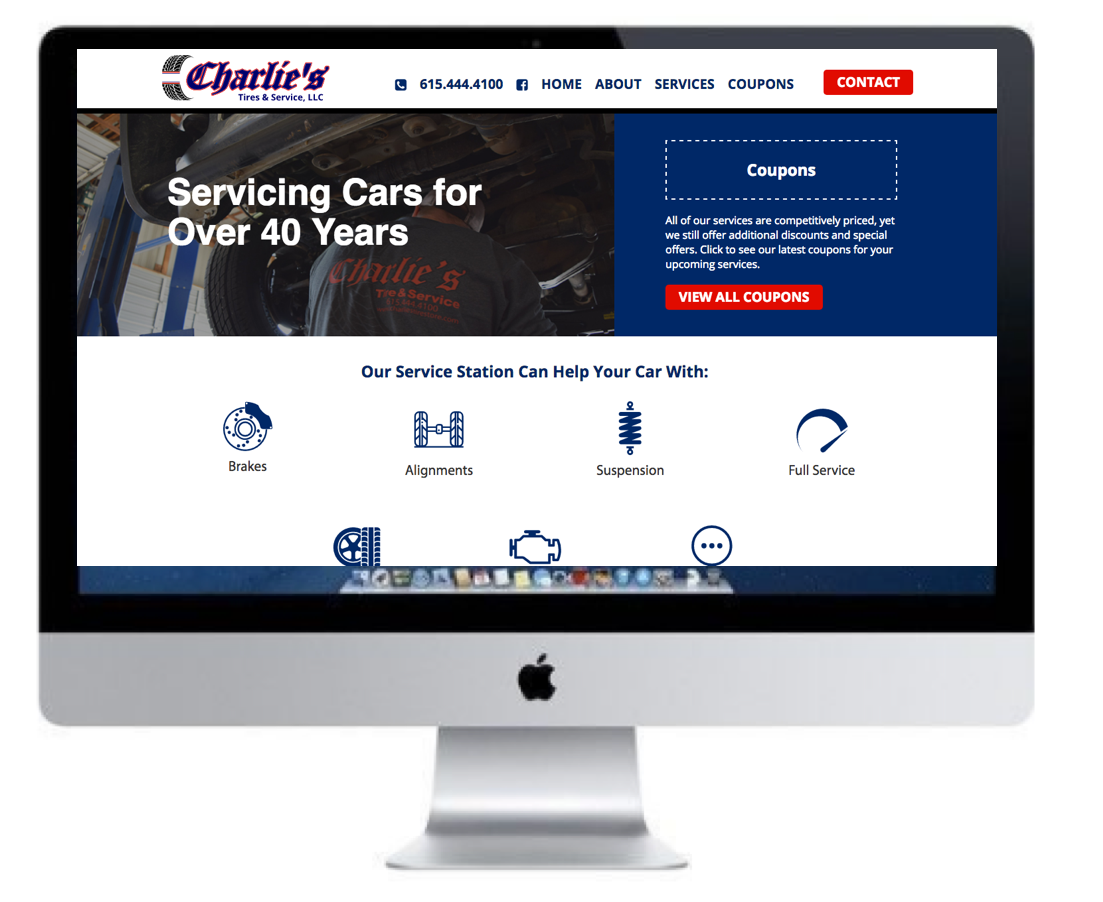 Charlie's
Tires & Service, LLC
615.444.4100 HOME ABOUT SERVICES COUPONS CONTACT
Servicing Cars for
Over 40 Years
Charlie's
Tire & Service
Coupons
All of our services are competitively priced, yet
we still offer additional discounts and special
offers. Click to see our latest coupons for your
upcoming services.
VIEW ALL COUPONS
Our Service Station Can Help Your Car With:
Brakes
Alignments
Suspension
Full Service